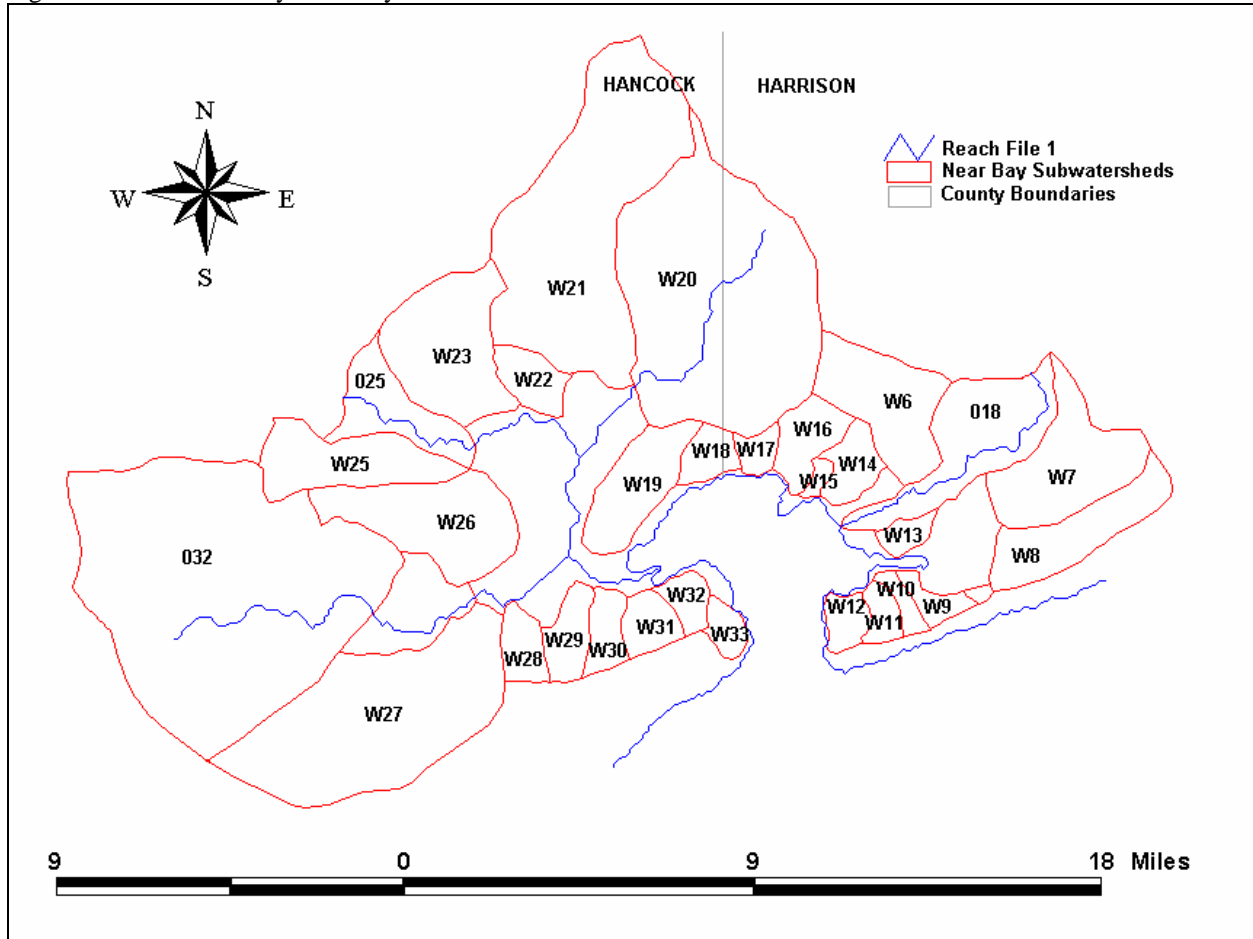 HANCOCK HARRISON
N
W E
S
Reach File 1
Near Bay Subwatersheds
County Boundaries
W21
W20
W23
W22
025
W6
018
W16
W18 W17
W14
W25
W19
W15
W7
W26
W13
032
W8
W10
W32
W12
W9
W11
W31
W33
W29
W30
W28
W27
9 0 9 18 Miles